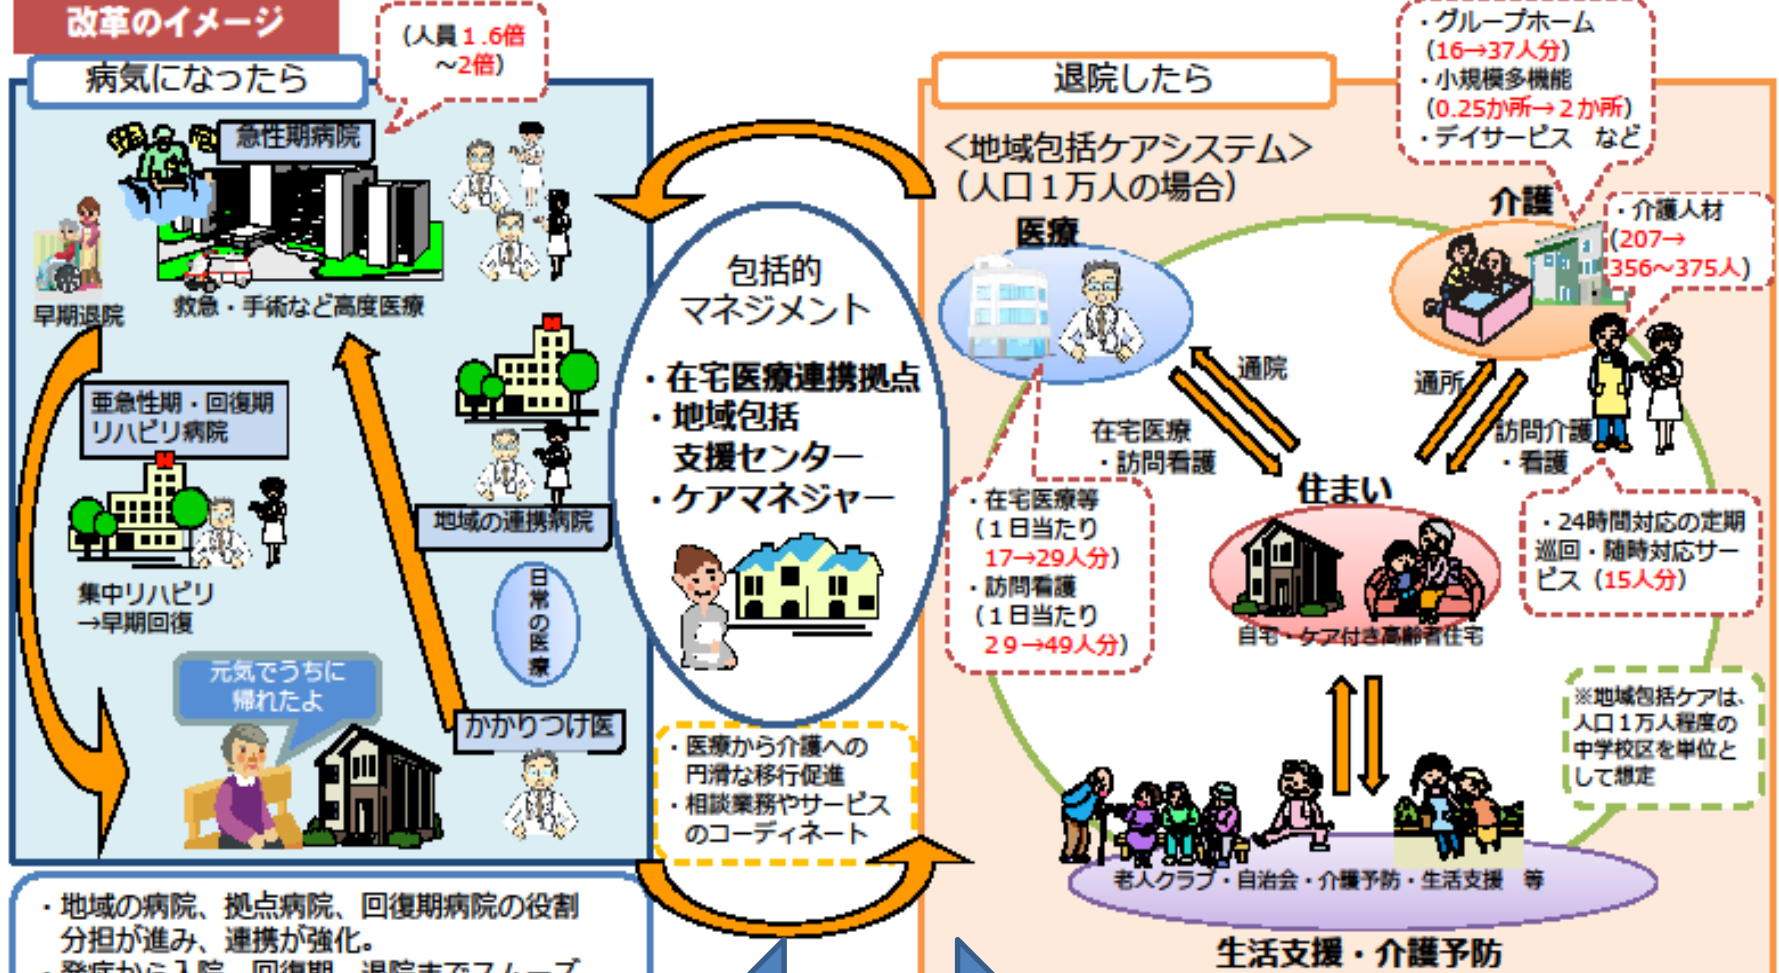 改革のイメージ
(人員1.6倍
~2倍)
病気になったら
急性期病院
早期退院
救急・手術など高度医療
亜急性期・回復期
リハビリ病院
集中リハビリ
→早期回復
地域の連携病院
日常の医療
元気でうちに
帰れたよ
かかりつけ医
・地域の病院、拠点病院、回復期病院の役割
分担が進み、連携が強化。
・発症から入院、回復期、退院までスムーズ
包括的
マネジメント
・在宅医療連携拠点
・地域包括
支援センター
・ケアマネジャー
・医療から介護への
円滑な移行促進
・相談業務やサービス
のコーディネート
退院したら
<地域包括ケアシステム>
(人口1万人の場合)
・グループホーム
(16→37人分)
・小規模多機能
(0.25か所→2か所)
・デイサービス など
介護
・介護人材
(207→
356~375人)
医療
通院
在宅医療
・訪問看護
通所
訪問介護
・看護
・在宅医療等
(1日当たり
17→29人分)
・訪問看護
(1日当たり
29→49人分)
住まい
自宅・ケア付き高齢者住宅
・24時間対応の定期
巡回・随時対応サー
ビス(15人分)
※地域包括ケアは、
人口1万人程度の
中学校区を単位と
して想定
老人クラブ・自治会・介護予防・生活支援 等
生活支援・介護予防